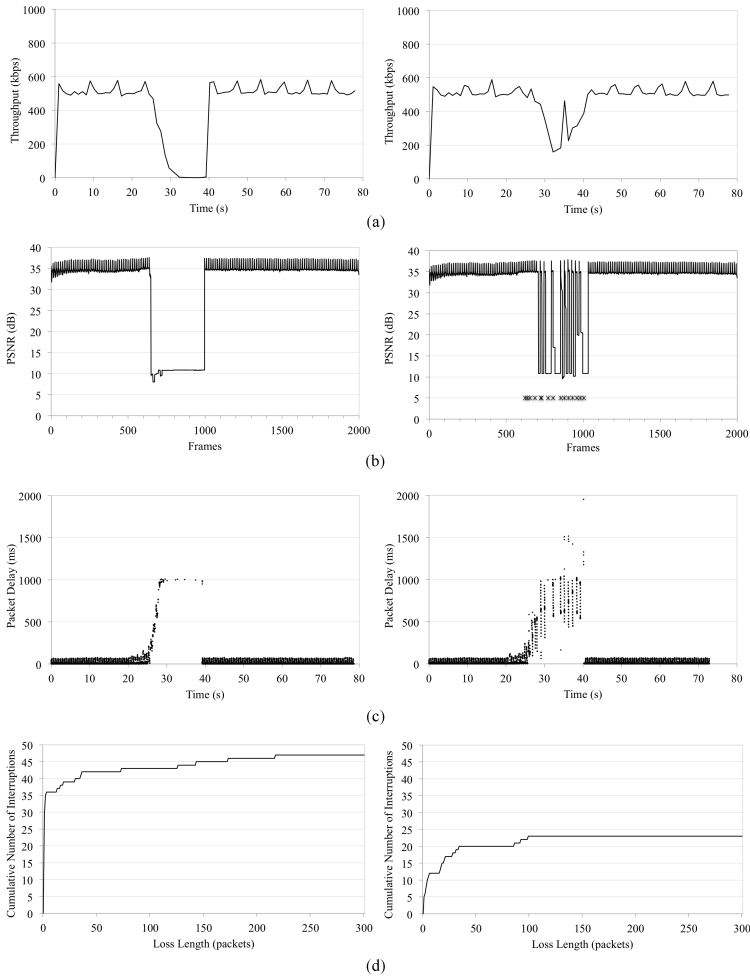 Throughput (kbps)
1000
800
600
400
200
0
0 10 20 30 40 50 60 70 80
Time (s)
Throughput (kbps)
1000
800
600
400
200
0
0 10 20 30 40 50 60 70 80
Time (s)
(a)
PSNR (dB)
40
35
30
25
20
15
10
5
0
0 500 1000 1500 2000
Frames
PSNR (dB)
40
35
30
25
20
15
10
5
0
0 500 1000 1500 2000
Frames
(b)
Packet Delay (ms)
2000
1500
1000
500
0
0 10 20 30 40 50 60 70 80
Time (s)
Packet Delay (ms)
2000
1500
1000
500
0
0 10 20 30 40 50 60 70 80
Time (s)
(c)
Cumulative Number of Interruptions
50
45
40
35
30
25
20
15
10
5
0
0 50 100 150 200 250 300
Loss Length (packets)
Cumulative Number of Interruptions
50
45
40
35
30
25
20
15
10
5
0
0 50 100 150 200 250 300
Loss Length (packets)
(d)